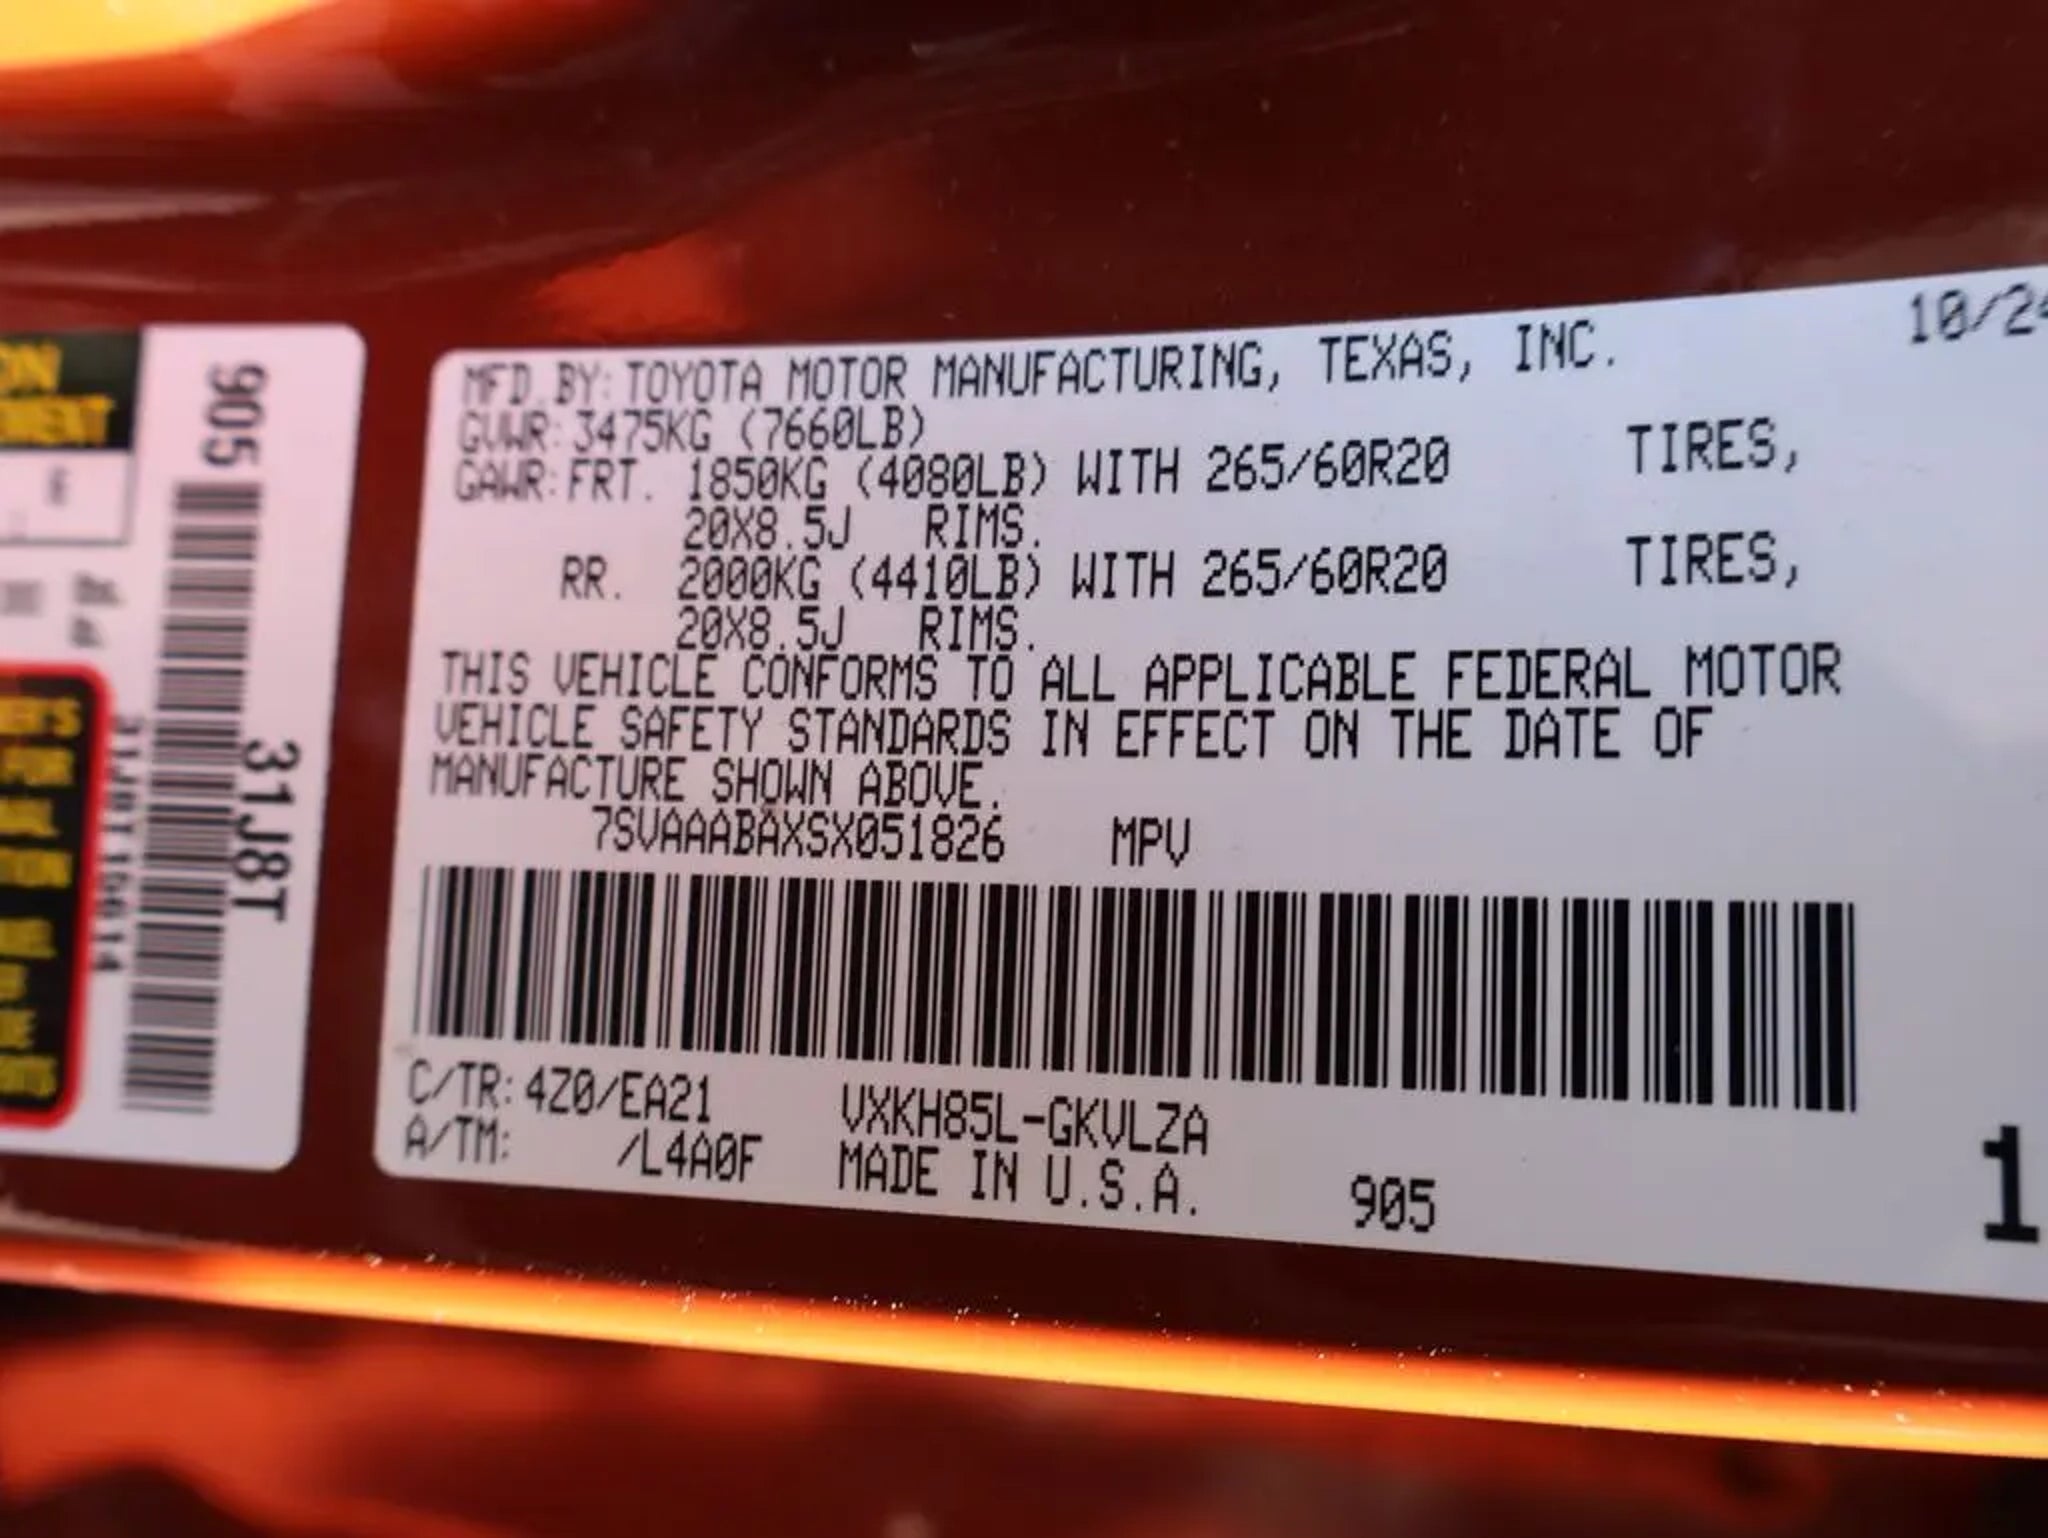 905
31J8T
MFD.BY: TOYOTA MOTOR MANUFACTURING, TEXAS, INC.
10/24
GVWR: 3475KG (7660LB)
GAWR: FRT. 1850KG (4080LB) WITH 265/60R20 TIRES,
20X8.5J RIMS.
RR. 2000KG (4410LB) WITH 265/60R20 TIRES,
20X8.5J RIMS.
THIS VEHICLE CONFORMS TO ALL APPLICABLE FEDERAL MOTOR
VEHICLE SAFETY STANDARDS IN EFFECT ON THE DATE OF
MANUFACTURE SHOWN ABOVE.
7SVAAABAXSX051826 MPV
C/TR: 4Z0/EA21 VXKH85L-GKVLZA
A/TM: /L4A0F MADE IN U.S.A. 905
1